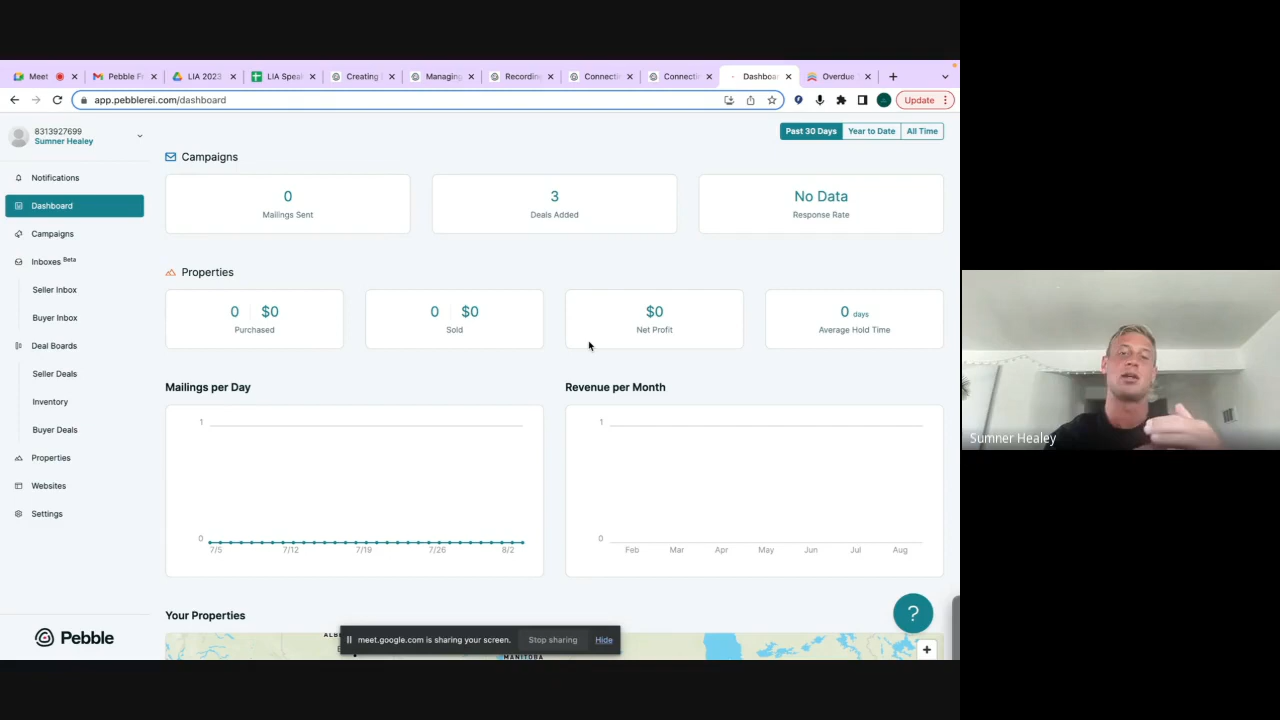 Meet
Pebble F
LIA 2023
LIA Spea
Creating
Managing
Recording
Connectin
Connectin
Dashboar
Overdue
app.pebblerei.com/dashboard
Update
8313927699
Sumner Healey
Past 30 Days
Year to Date
All Time
Notifications
Dashboard
Campaigns
Inboxes Beta
Seller Inbox
Buyer Inbox
Deal Boards
Seller Deals
Inventory
Buyer Deals
Properties
Websites
Settings
Pebble
Campaigns
0
Mailings Sent
3
Deals Added
No Data
Response Rate
Properties
0 $0
Purchased
0 $0
Sold
$0
Net Profit
0 days
Average Hold Time
Mailings per Day
1
0
7/5 7/12 7/19 7/26 8/2
Revenue per Month
1
0
Feb Mar Apr May Jun Jul Aug
Your Properties
?
meet.google.com is sharing your screen.
Stop sharing
Hide
MANITOBA
+
Sumner Healey